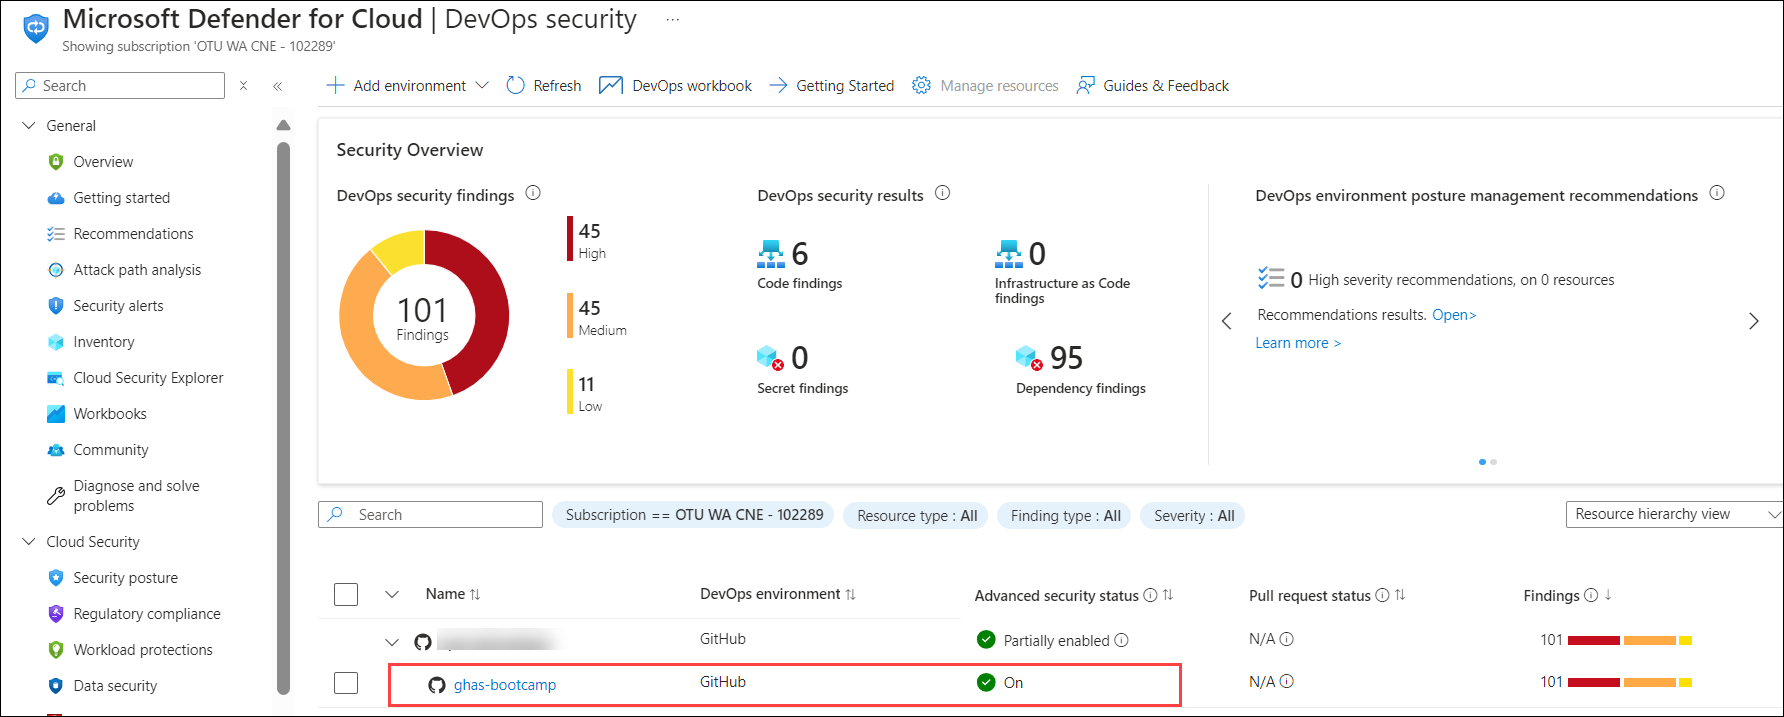 Microsoft Defender for Cloud | DevOps security ...
Showing subscription 'OTU WA CNE - 102289'
Search
Add environment Refresh DevOps workbook Getting Started Manage resources Guides & Feedback
General
Overview
Getting started
Recommendations
Attack path analysis
Security alerts
Inventory
Cloud Security Explorer
Workbooks
Community
Diagnose and solve
problems
Cloud Security
Security posture
Regulatory compliance
Workload protections
Data security
Security Overview
DevOps security findings
101
Findings
45
High
45
Medium
11
Low
DevOps security results
6
Code findings
0
Infrastructure as Code
findings
0
Secret findings
95
Dependency findings
DevOps environment posture management recommendations
0 High severity recommendations, on 0 resources
Recommendations results. Open>
Learn more >
Search
Subscription == OTU WA CNE - 102289
Resource type : All
Finding type : All
Severity : All
Resource hierarchy view
Name DevOps environment Advanced security status Pull request status Findings
GitHub Partially enabled N/A 101
ghas-bootcamp GitHub On N/A 101